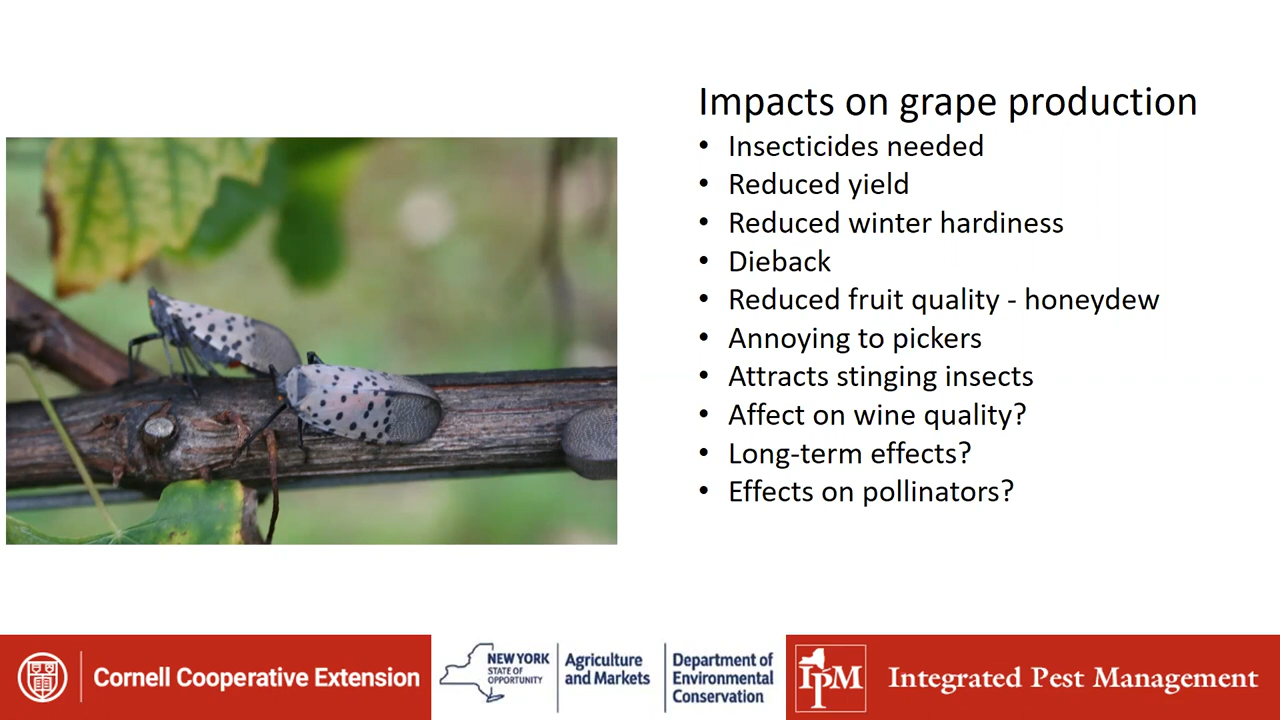 Impacts on grape production
• Insecticides needed
• Reduced yield
• Reduced winter hardiness
• Dieback
• Reduced fruit quality - honeydew
• Annoying to pickers
• Attracts stinging insects
• Affect on wine quality?
• Long-term effects?
• Effects on pollinators?
Cornell Cooperative Extension
NEW YORK
STATE OF
OPPORTUNITY
Agriculture
and Markets
Department of
Environmental
Conservation
IPM
Integrated Pest Management